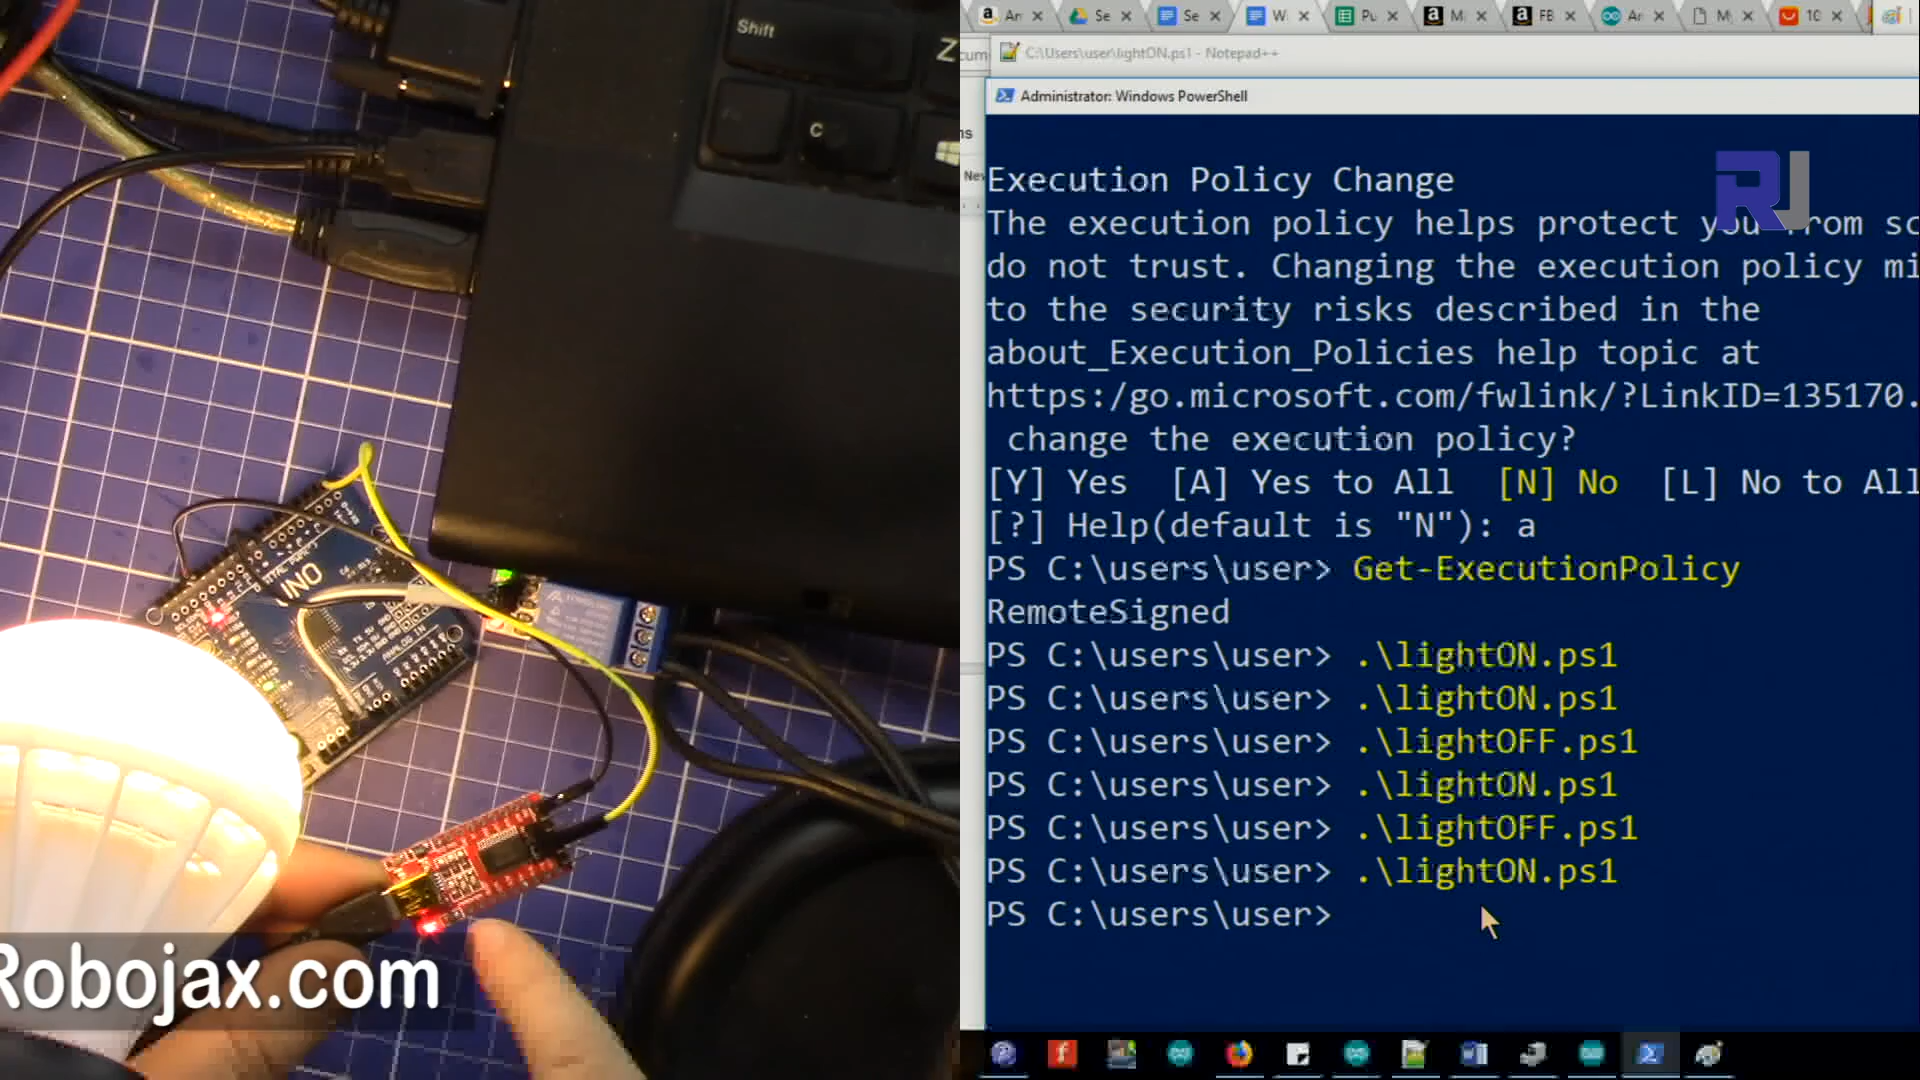 Shift
Z
C
UNO
Robojax.com
C:\Users\user\lightON.ps1 - Notepad++
Administrator: Windows PowerShell
RJ
Execution Policy Change
The execution policy helps protect you from sc
do not trust. Changing the execution policy mi
to the security risks described in the
about_Execution_Policies help topic at
https:/go.microsoft.com/fwlink/?LinkID=135170.
change the execution policy?
[Y] Yes [A] Yes to All [N] No [L] No to All
[?] Help(default is "N"): a
PS C:\users\user> Get-ExecutionPolicy
RemoteSigned
PS C:\users\user> .\lightON.ps1
PS C:\users\user> .\lightON.ps1
PS C:\users\user> .\lightOFF.ps1
PS C:\users\user> .\lightON.ps1
PS C:\users\user> .\lightOFF.ps1
PS C:\users\user> .\lightON.ps1
PS C:\users\user>